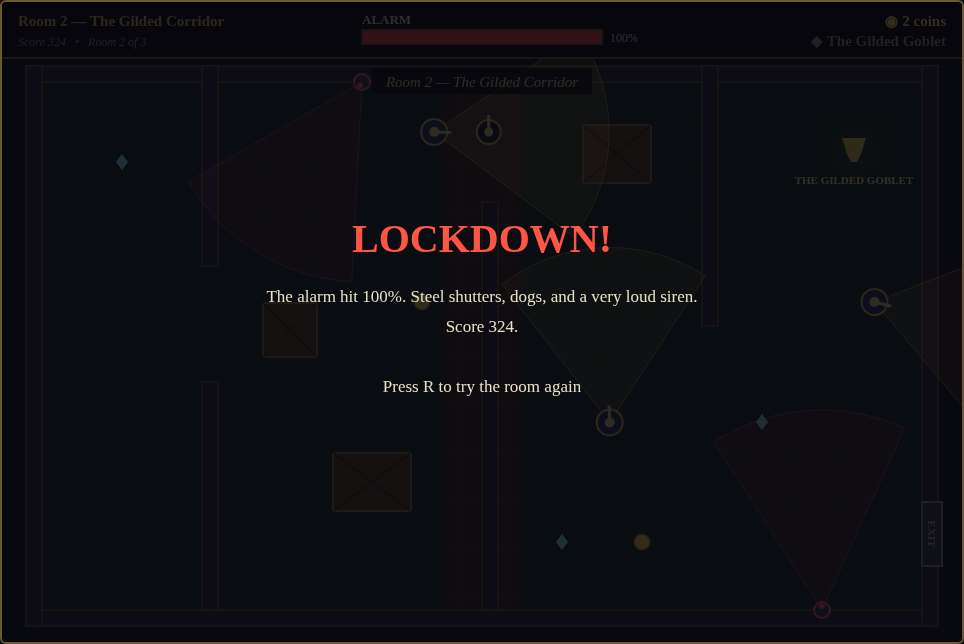 Room 2 — The Gilded Corridor
Score 324 • Room 2 of 3
ALARM
100%
2 coins
The Gilded Goblet
Room 2 — The Gilded Corridor
THE GILDED GOBLET
LOCKDOWN!
The alarm hit 100%. Steel shutters, dogs, and a very loud siren.
Score 324.
Press R to try the room again
EXIT